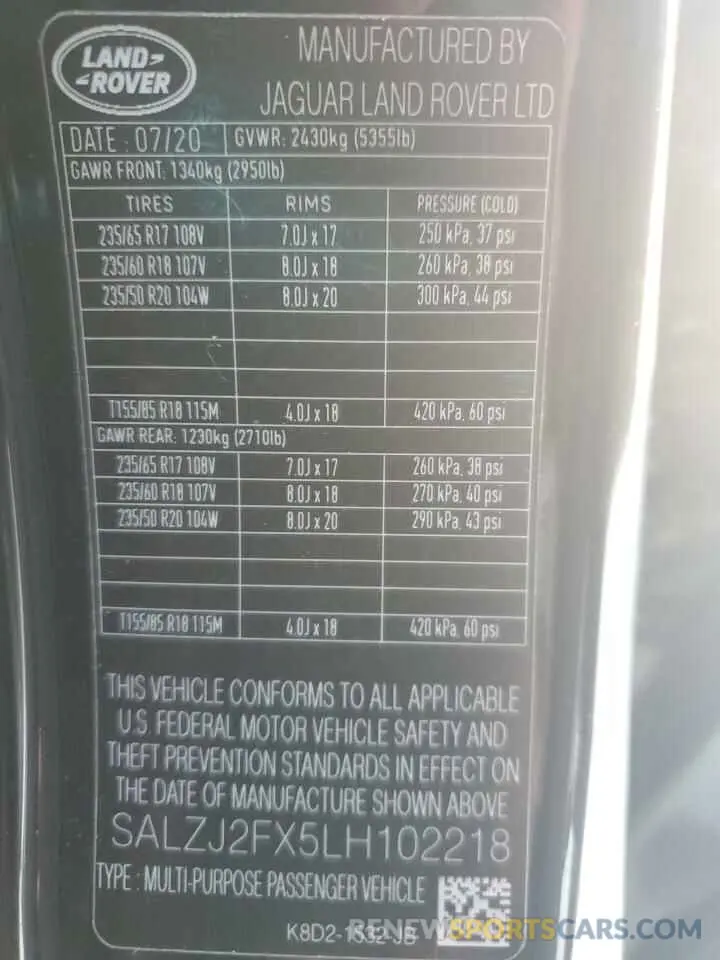 LAND
ROVER
MANUFACTURED BY
JAGUAR LAND ROVER LTD
DATE : 07/20 GVWR: 2430kg (5355lb)
GAWR FRONT: 1340kg (2950lb)
TIRES RIMS PRESSURE (COLD)
235/65 R17 108V 7.0J x 17 250 kPa, 37 psi
235/60 R18 107V 8.0J x 18 260 kPa, 38 psi
235/50 R20 104W 8.0J x 20 300 kPa, 44 psi
T155/85 R18 115M 4.0J x 18 420 kPa, 60 psi
GAWR REAR: 1230kg (2710lb)
235/65 R17 108V 7.0J x 17 260 kPa, 38 psi
235/60 R18 107V 8.0J x 18 270 kPa, 40 psi
235/50 R20 104W 8.0J x 20 290 kPa, 43 psi
T155/85 R18 115M 4.0J x 18 420 kPa, 60 psi
THIS VEHICLE CONFORMS TO ALL APPLICABLE
U.S. FEDERAL MOTOR VEHICLE SAFETY AND
THEFT PREVENTION STANDARDS IN EFFECT ON
THE DATE OF MANUFACTURE SHOWN ABOVE
SALZJ2FX5LH102218
TYPE : MULTI-PURPOSE PASSENGER VEHICLE
K8D2-1532-JB
RENEWSPORTSCARS.COM